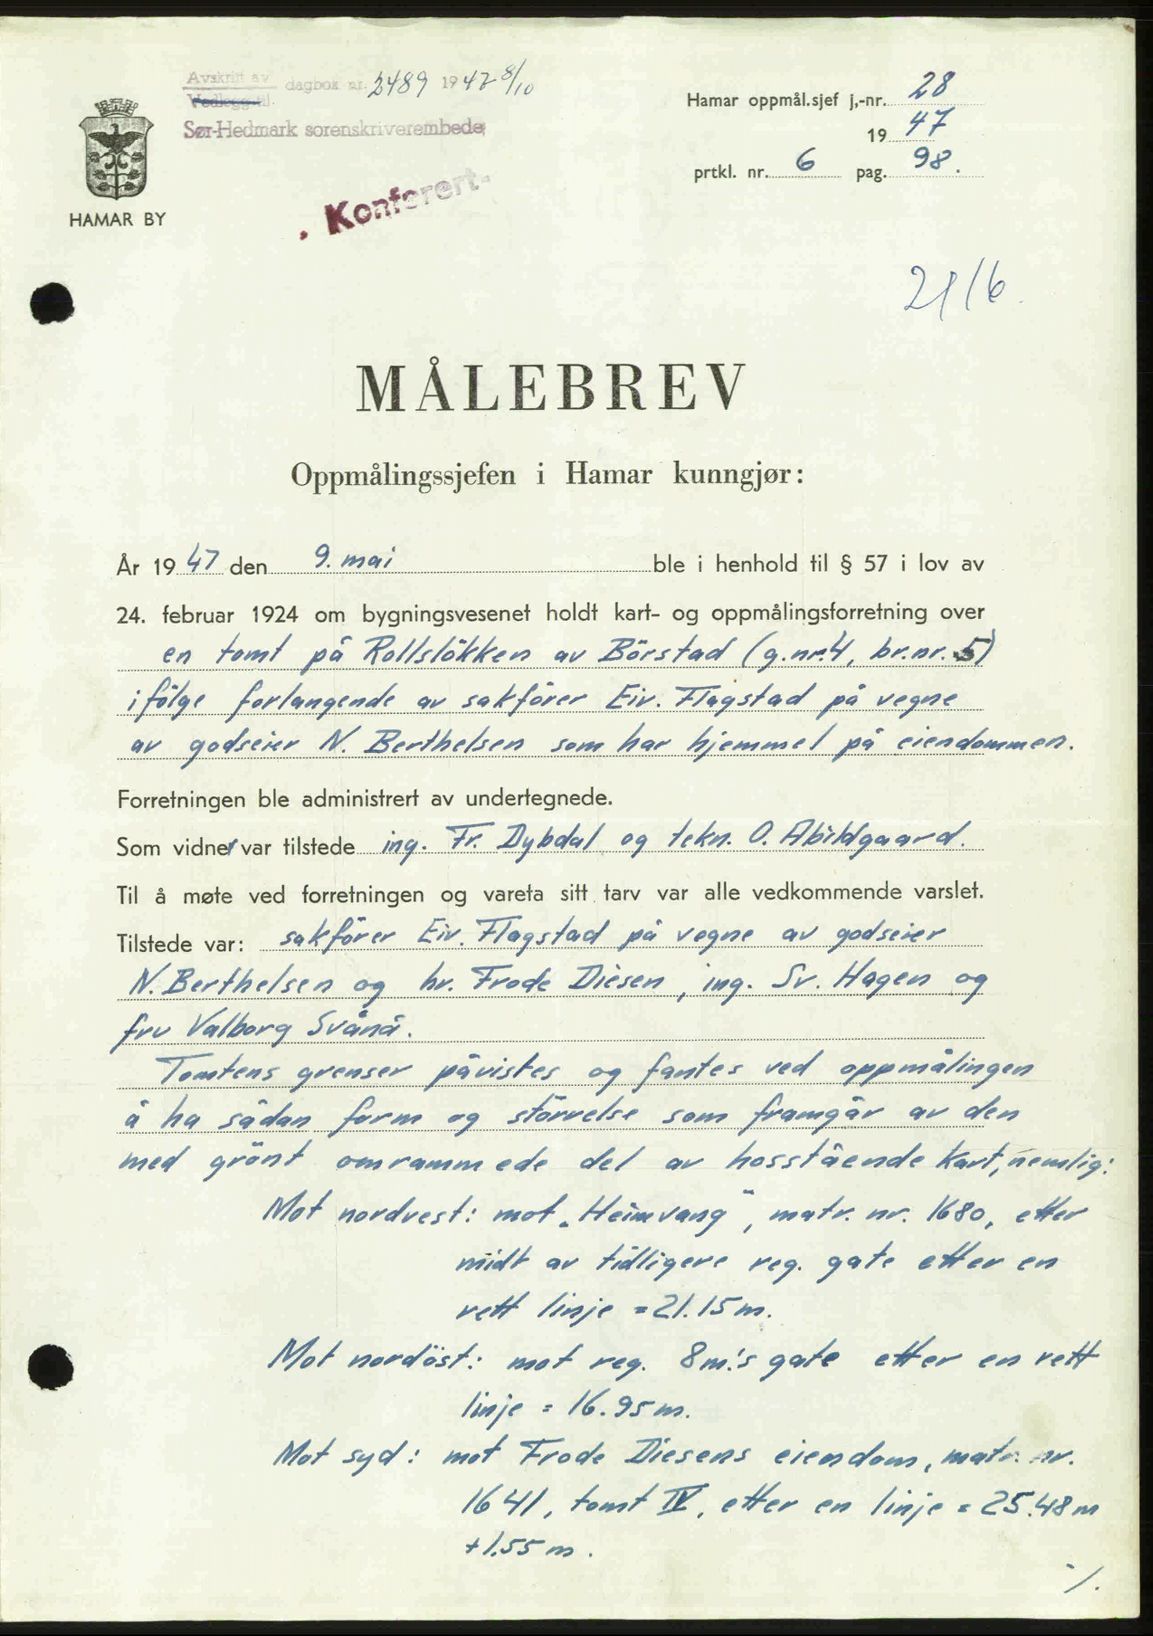 Avskrift av
Vedlegg til
dagbok nr. 2489 1947 8/10
Sør-Hedmark sorenskriverembede
Konferert
HAMAR BY
Hamar oppmål.sjef j.-nr. 28
1947
prtkl. nr. 6 pag. 98.
MÅLEBREV
Oppmålingssjefen i Hamar kunngjør:
År 1947 den 9. mai ble i henhold til § 57 i lov av
24. februar 1924 om bygningsvesenet holdt kart- og oppmålingsforretning over
en tomt på Rollsløkken av Börstad (g.nr. 4, br.nr. 5)
ifölge forlangende av sakförer Eiv. Flagstad på vegne
av godseier N. Berthelsen som har hjemmel på eiendommen.
Forretningen ble administrert av undertegnede.
Som vidner var tilstede ing. Fr. Dybdal og tekn. O. Abildgaard.
Til å møte ved forretningen og vareta sitt tarv var alle vedkommende varslet.
Tilstede var: sakförer Eiv. Flagstad på vegne av godseier
N. Berthelsen og hr. Frode Diesen, ing. Sv. Hagen og
fru Valborg Svänå.
Tomtens grenser påvistes og fantes ved oppmålingen
å ha sådan form og störrelse som framgår av den
med grönt omrammede del av hosstående kart, nemlig:
Mot nordvest: mot „Heimvang", matr. nr. 1680, etter
midt av tidligere reg. gate etter en
rett linje = 21.15 m.
Mot nordöst: mot reg. 8 m.'s gate etter en rett
linje = 16.95 m.
Mot syd: mot Frode Diesens eiendom, matr. nr.
1641, tomt IV, etter en linje = 25.48 m
+1.55 m.
./.